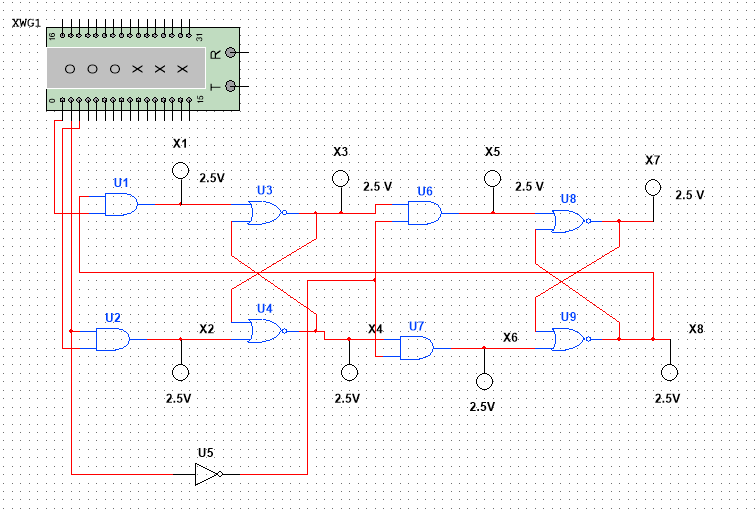 XWG1
16 31
R
O O O X X X
T
0 15
X1
2.5V
X3
2.5 V
X5
2.5 V
X7
2.5 V
U1
U3
U6
U8
U2
X2
2.5V
U4
X4
2.5V
U7
X6
2.5V
U9
X8
2.5V
U5